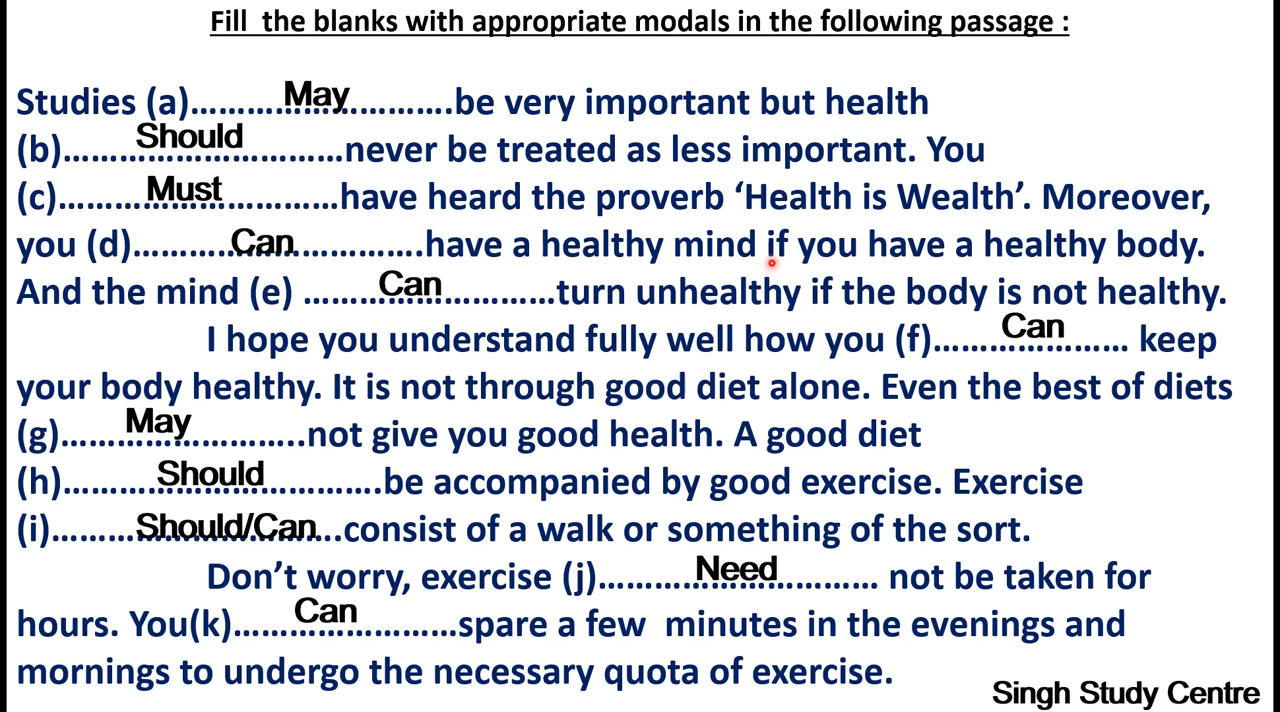 Fill the blanks with appropriate modals in the following passage :
Studies (a)……….May…………….be very important but health
(b)………Should…………never be treated as less important. You
(c)………Must……………have heard the proverb ‘Health is Wealth’. Moreover,
you (d)…………Can…………….have a healthy mind if you have a healthy body.
And the mind (e) ………Can…………turn unhealthy if the body is not healthy.
I hope you understand fully well how you (f)………Can……… keep
your body healthy. It is not through good diet alone. Even the best of diets
(g)………May………..not give you good health. A good diet
(h)…………Should………….be accompanied by good exercise. Exercise
(i)………Should/Can...consist of a walk or something of the sort.
Don’t worry, exercise (j)…………Need………… not be taken for
hours. You(k)………Can…………spare a few minutes in the evenings and
mornings to undergo the necessary quota of exercise.
Singh Study Centre